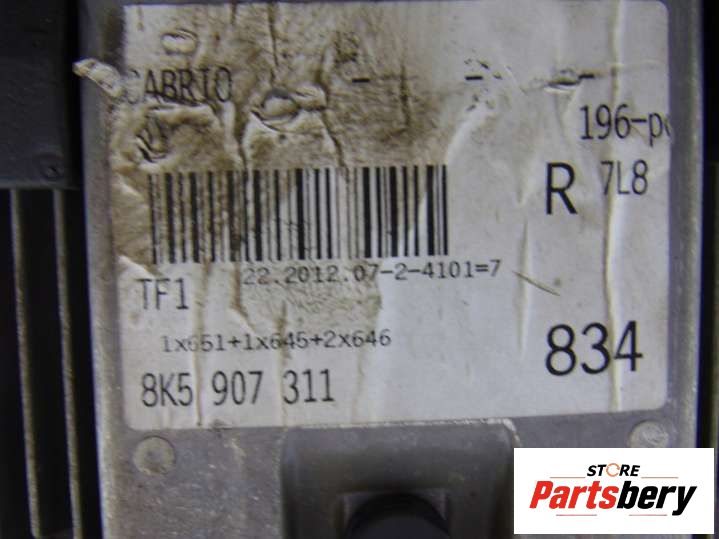 CABRIO - - -
196-p
R 7L8
22.2012.07-2-4101=7
TF1
1x651+1x645+2x646
834
8K5 907 311
STORE
Partsbery